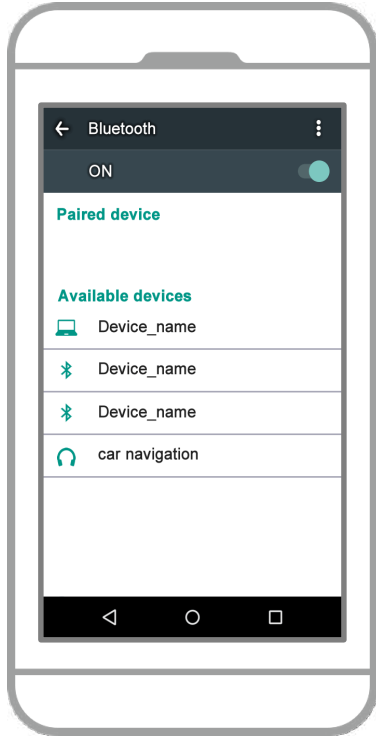 Bluetooth
ON
Paired device
Available devices
Device_name
Device_name
Device_name
car navigation